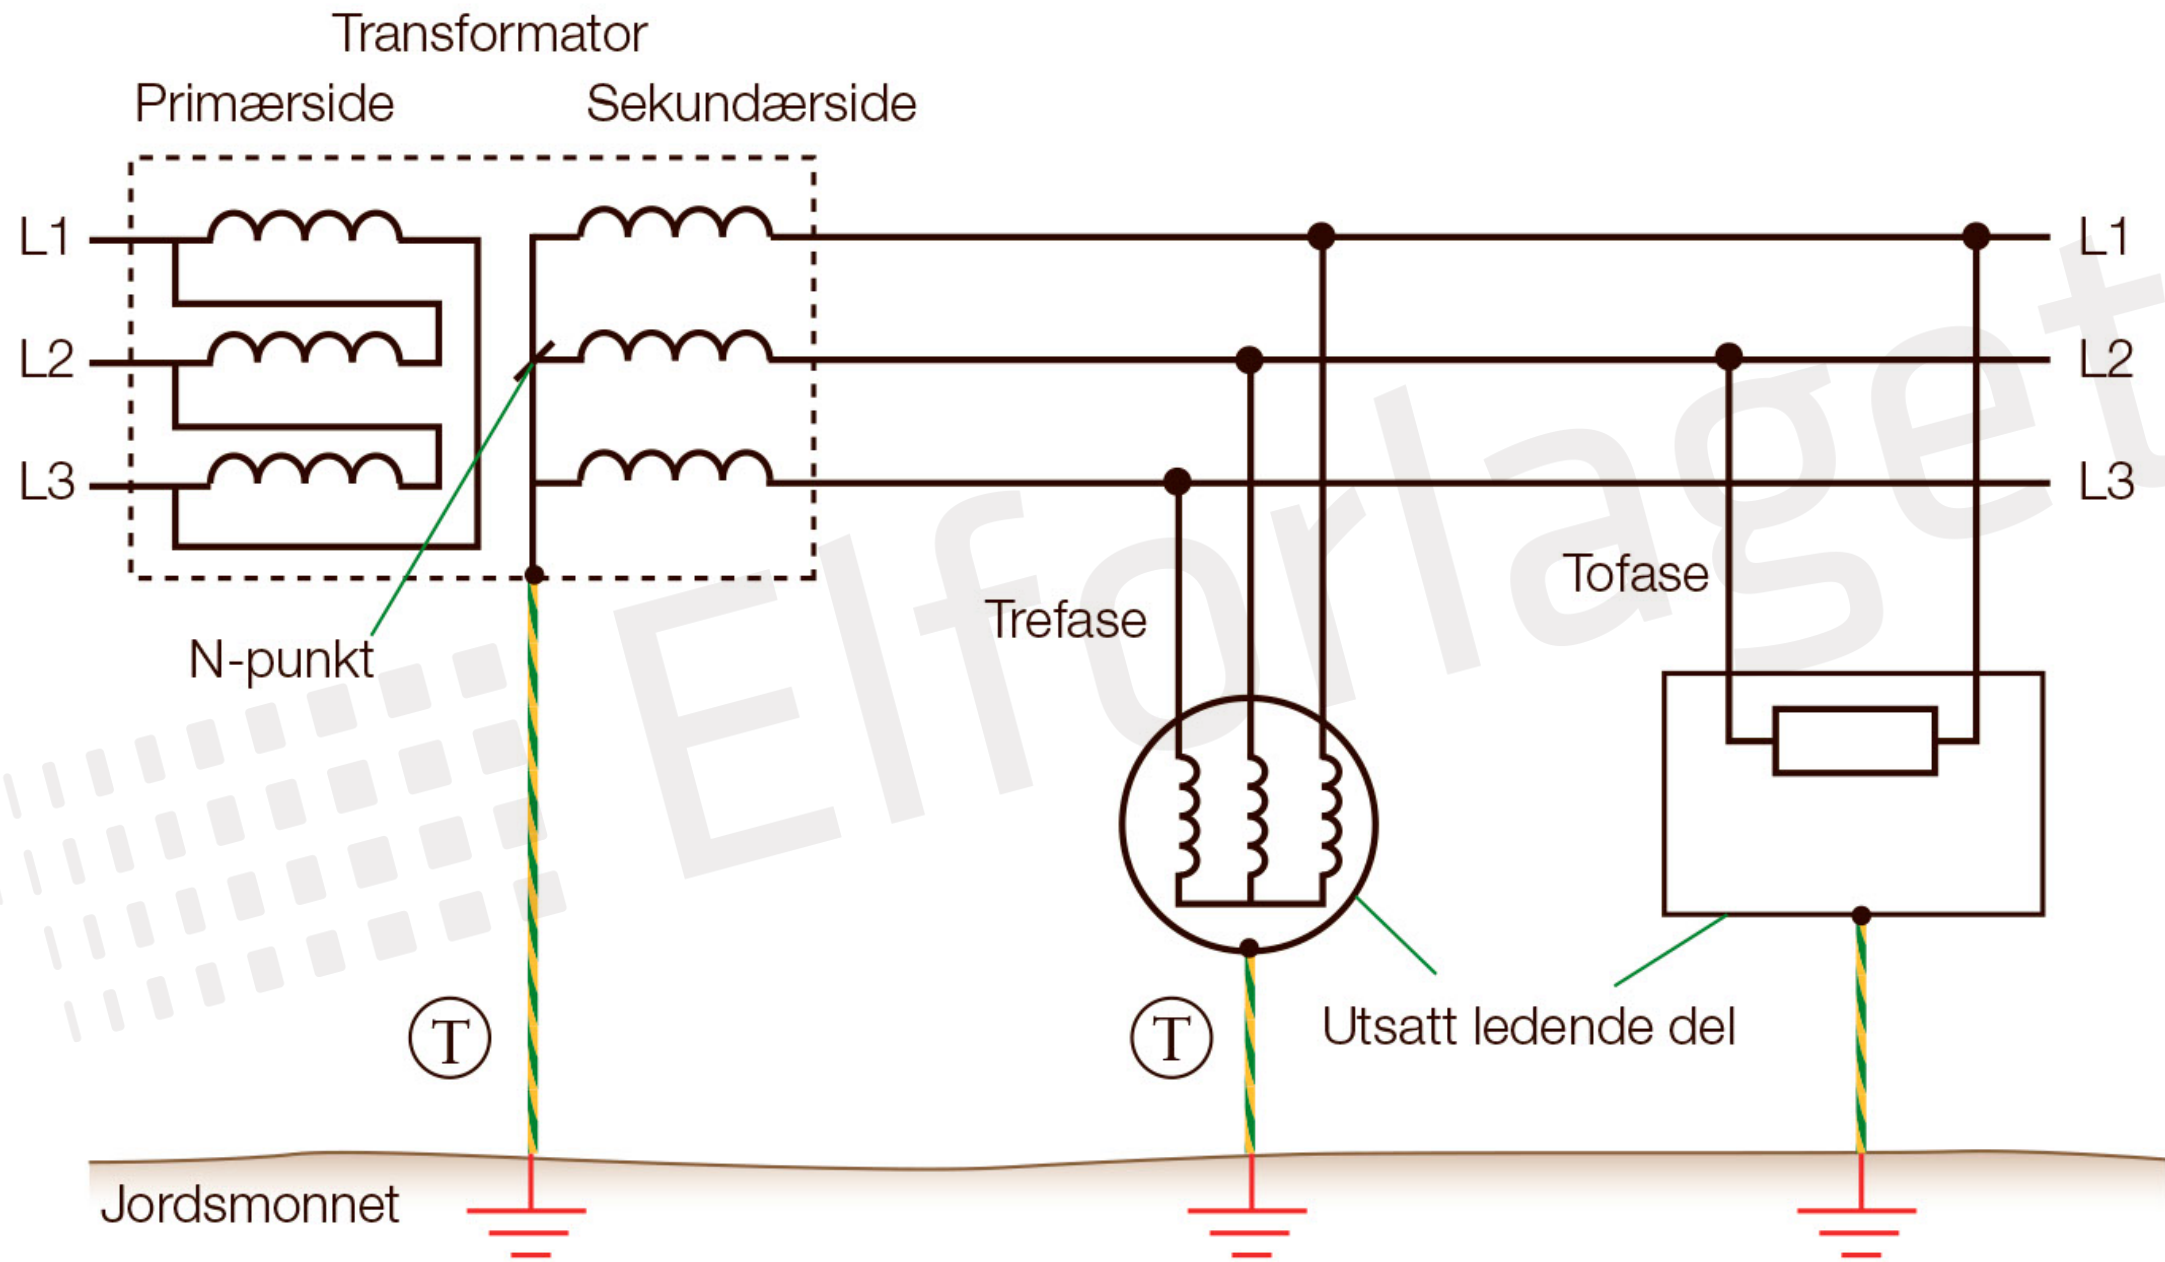 Transformator
Primærside
Sekundærside
L1
L1
L2
L2
L3
L3
Tofase
Trefase
N-punkt
Elforlaget
T
T
Utsatt ledende del
Jordsmonnet